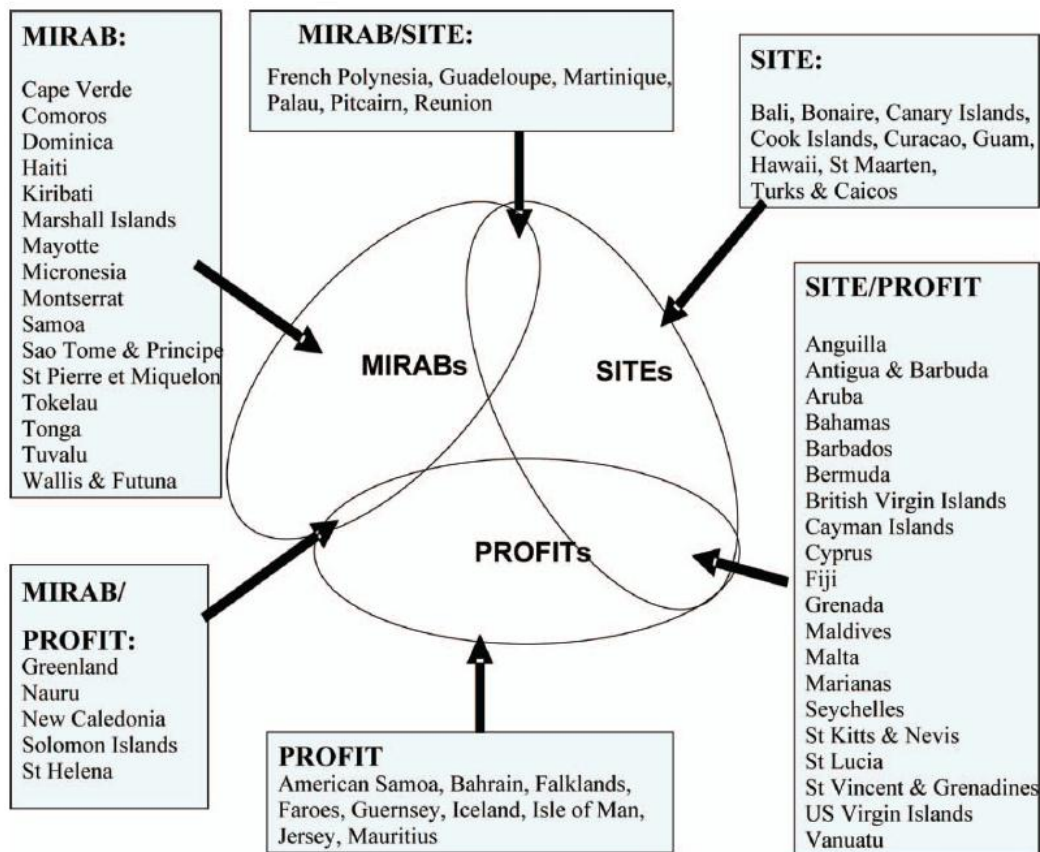 MIRAB:
Cape Verde
Comoros
Dominica
Haiti
Kiribati
Marshall Islands
Mayotte
Micronesia
Montserrat
Samoa
Sao Tome & Principe
St Pierre et Miquelon
Tokelau
Tonga
Tuvalu
Wallis & Futuna
MIRAB/SITE:
French Polynesia, Guadeloupe, Martinique,
Palau, Pitcairn, Reunion
SITE:
Bali, Bonaire, Canary Islands,
Cook Islands, Curacao, Guam,
Hawaii, St Maarten,
Turks & Caicos
MIRABs
SITEs
PROFITs
SITE/PROFIT
Anguilla
Antigua & Barbuda
Aruba
Bahamas
Barbados
Bermuda
British Virgin Islands
Cayman Islands
Cyprus
Fiji
Grenada
Maldives
Malta
Marianas
Seychelles
St Kitts & Nevis
St Lucia
St Vincent & Grenadines
US Virgin Islands
Vanuatu
MIRAB/
PROFIT:
Greenland
Nauru
New Caledonia
Solomon Islands
St Helena
PROFIT
American Samoa, Bahrain, Falklands,
Faroes, Guernsey, Iceland, Isle of Man,
Jersey, Mauritius